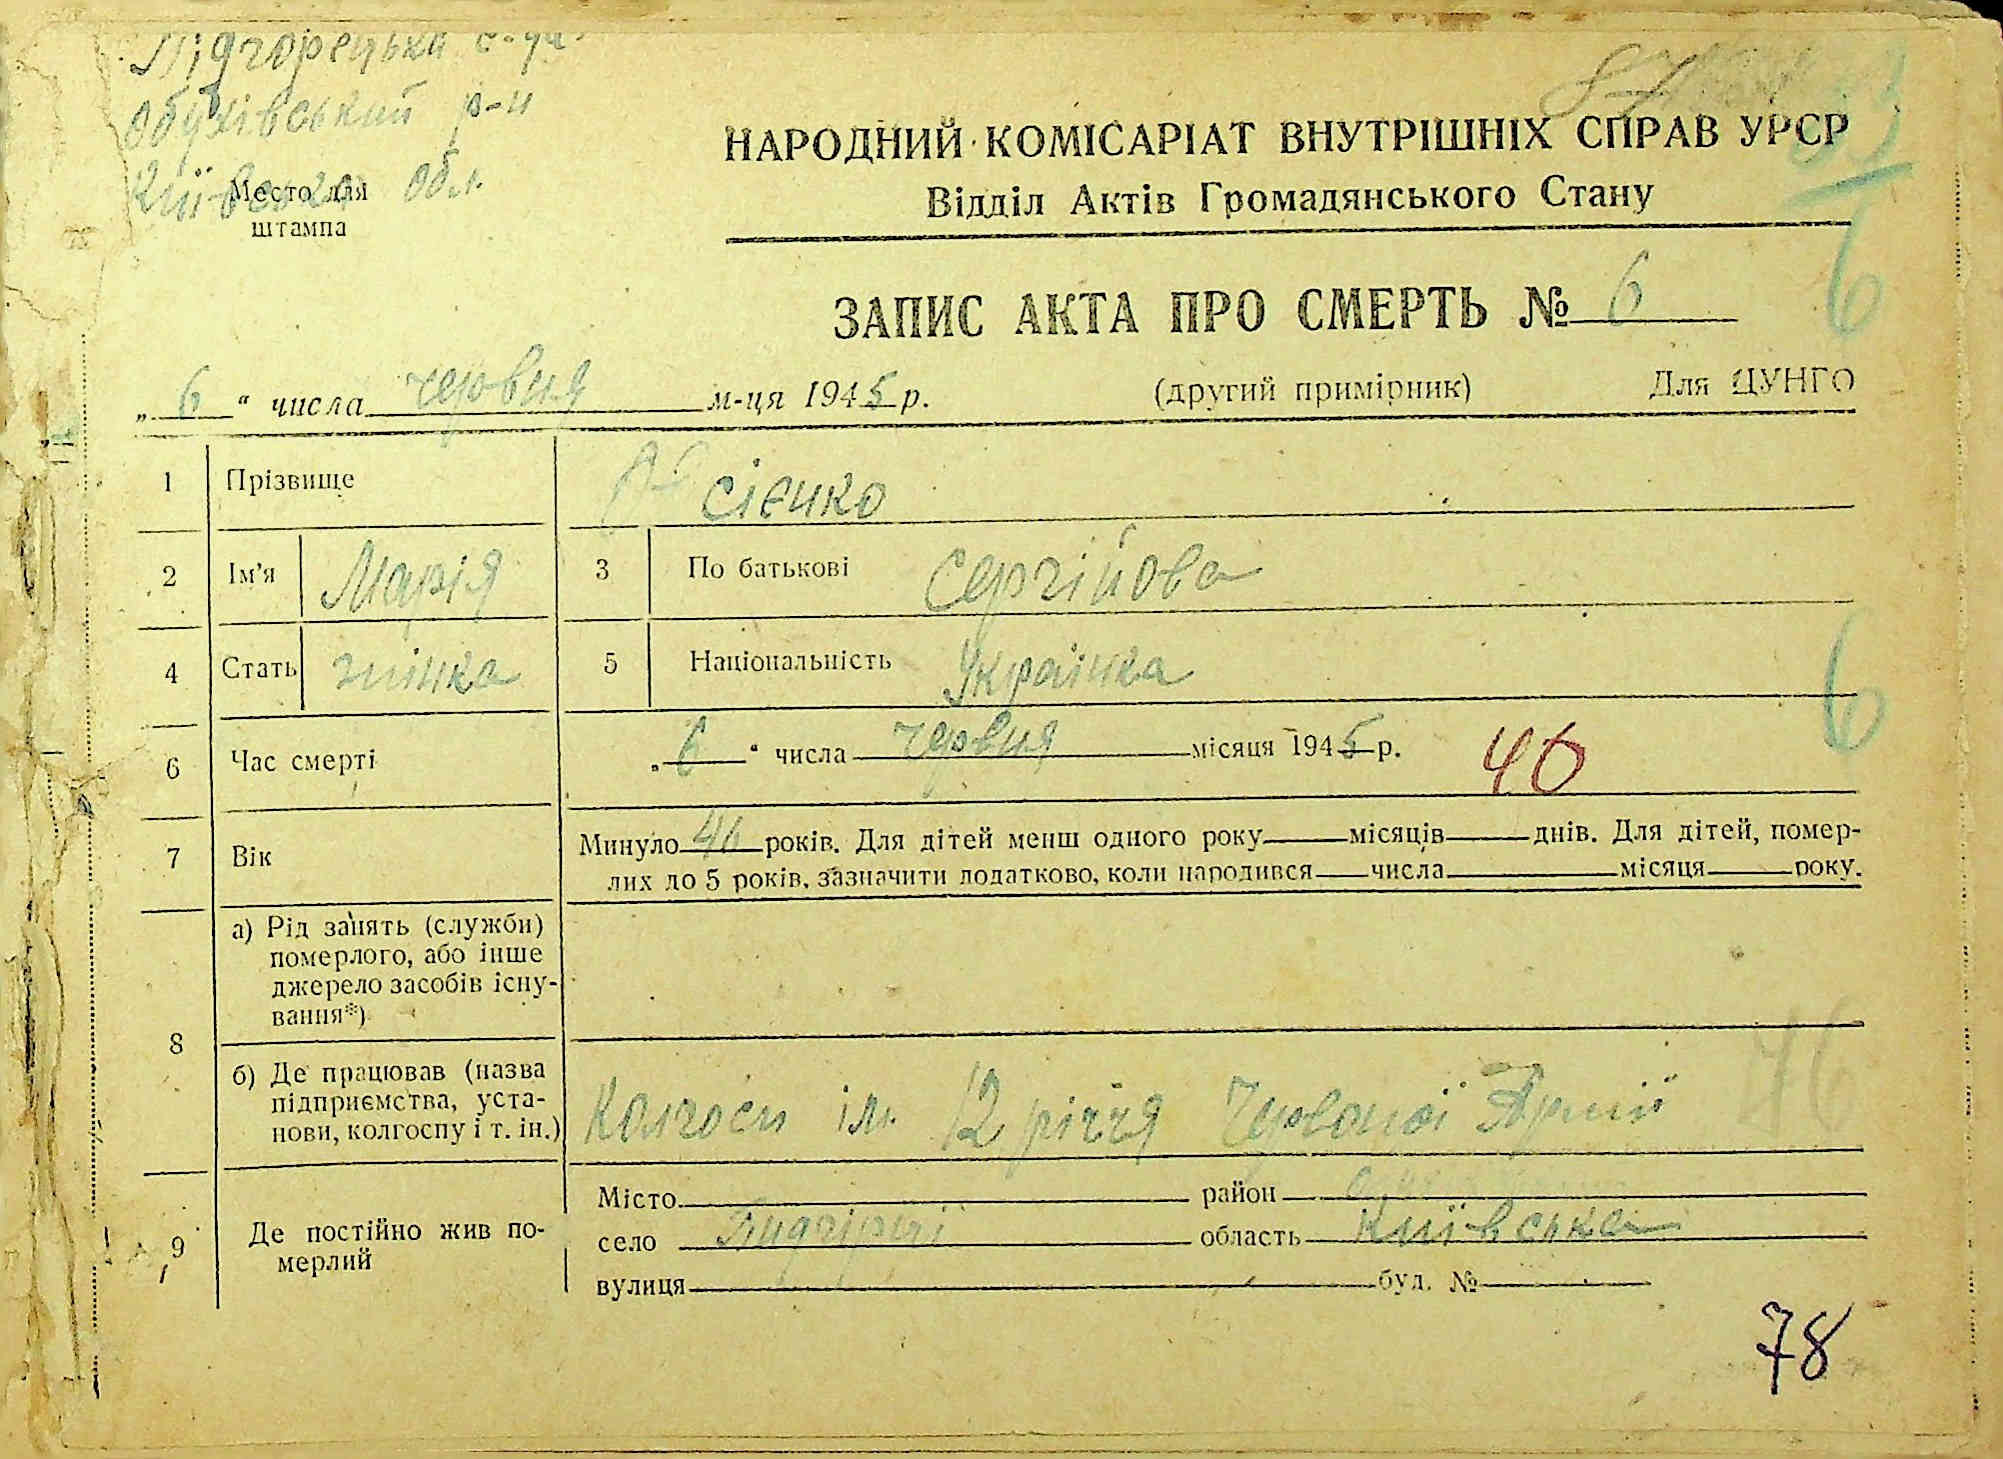 Підгорецька с-ра
Обухівський р-н
Київська обл.
Место для
штампа
НАРОДНИЙ КОМІСАРІАТ ВНУТРІШНІХ СПРАВ УРСР
Відділ Актів Громадянського Стану
ЗАПИС АКТА ПРО СМЕРТЬ № 6
6
„ 6 “ числа червня м-ця 1945 р. (другий примірник) Для ЦУНГО
1 Прізвище Сієнко
2 Ім'я Марія 3 По батькові Сергійовa
4 Стать жінка 5 Національність Українка
6
6 Час смерті „ 6 “ числа червня місяця 1945 р. 46
7 Вік Минуло 46 років. Для дітей менш одного року місяців днів. Для дітей, помер-
лих до 5 років, зазначити додатково, коли народився числа місяця року.
8 а) Рід занять (служби)
померлого, або інше
джерело засобів існу-
вання*)
б) Де працював (назва
підприємства, уста-
нови, колгоспу і т. ін.)
Колгосп ім. 12 річчя Червоної Армії
46
9 Де постійно жив по-
мерлий
Місто район
село Підгірці область Київська
вулиця буд. №
78